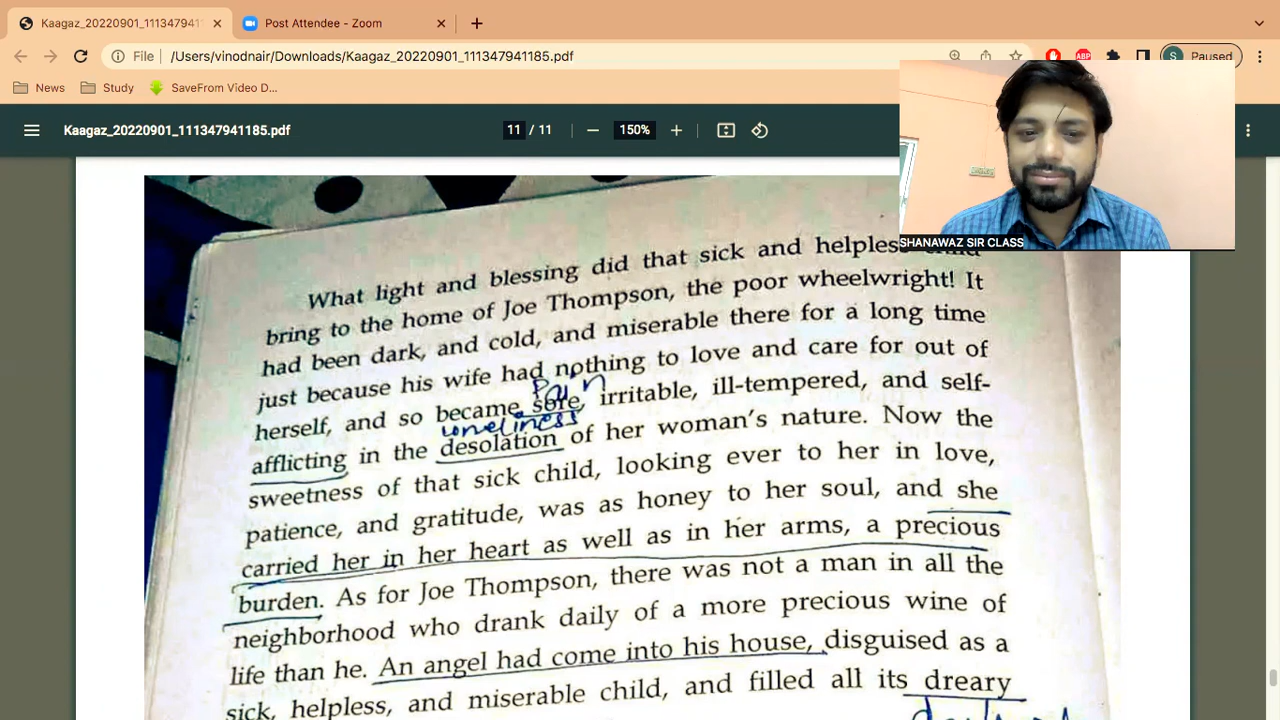 Kaagaz_20220901_1113479411
Post Attendee - Zoom
File
/Users/vinodnair/Downloads/Kaagaz_20220901_111347941185.pdf
ABP
S
Paused
News
Study
SaveFrom Video D...
Kaagaz_20220901_111347941185.pdf
11 / 11
150%
SHANAWAZ SIR CLASS
What light and blessing did that sick and helpless child
bring to the home of Joe Thompson, the poor wheelwright! It
had been dark, and cold, and miserable there for a long time
just because his wife had nothing to love and care for out of
pain
herself, and so became sore, irritable, ill-tempered, and self-
loneliness
afflicting in the desolation of her woman's nature. Now the
sweetness of that sick child, looking ever to her in love,
patience, and gratitude, was as honey to her soul, and she
carried her in her heart as well as in her arms, a precious
burden. As for Joe Thompson, there was not a man in all the
neighborhood who drank daily of a more precious wine of
life than he. An angel had come into his house, disguised as a
sick, helpless, and miserable child, and filled all its dreary